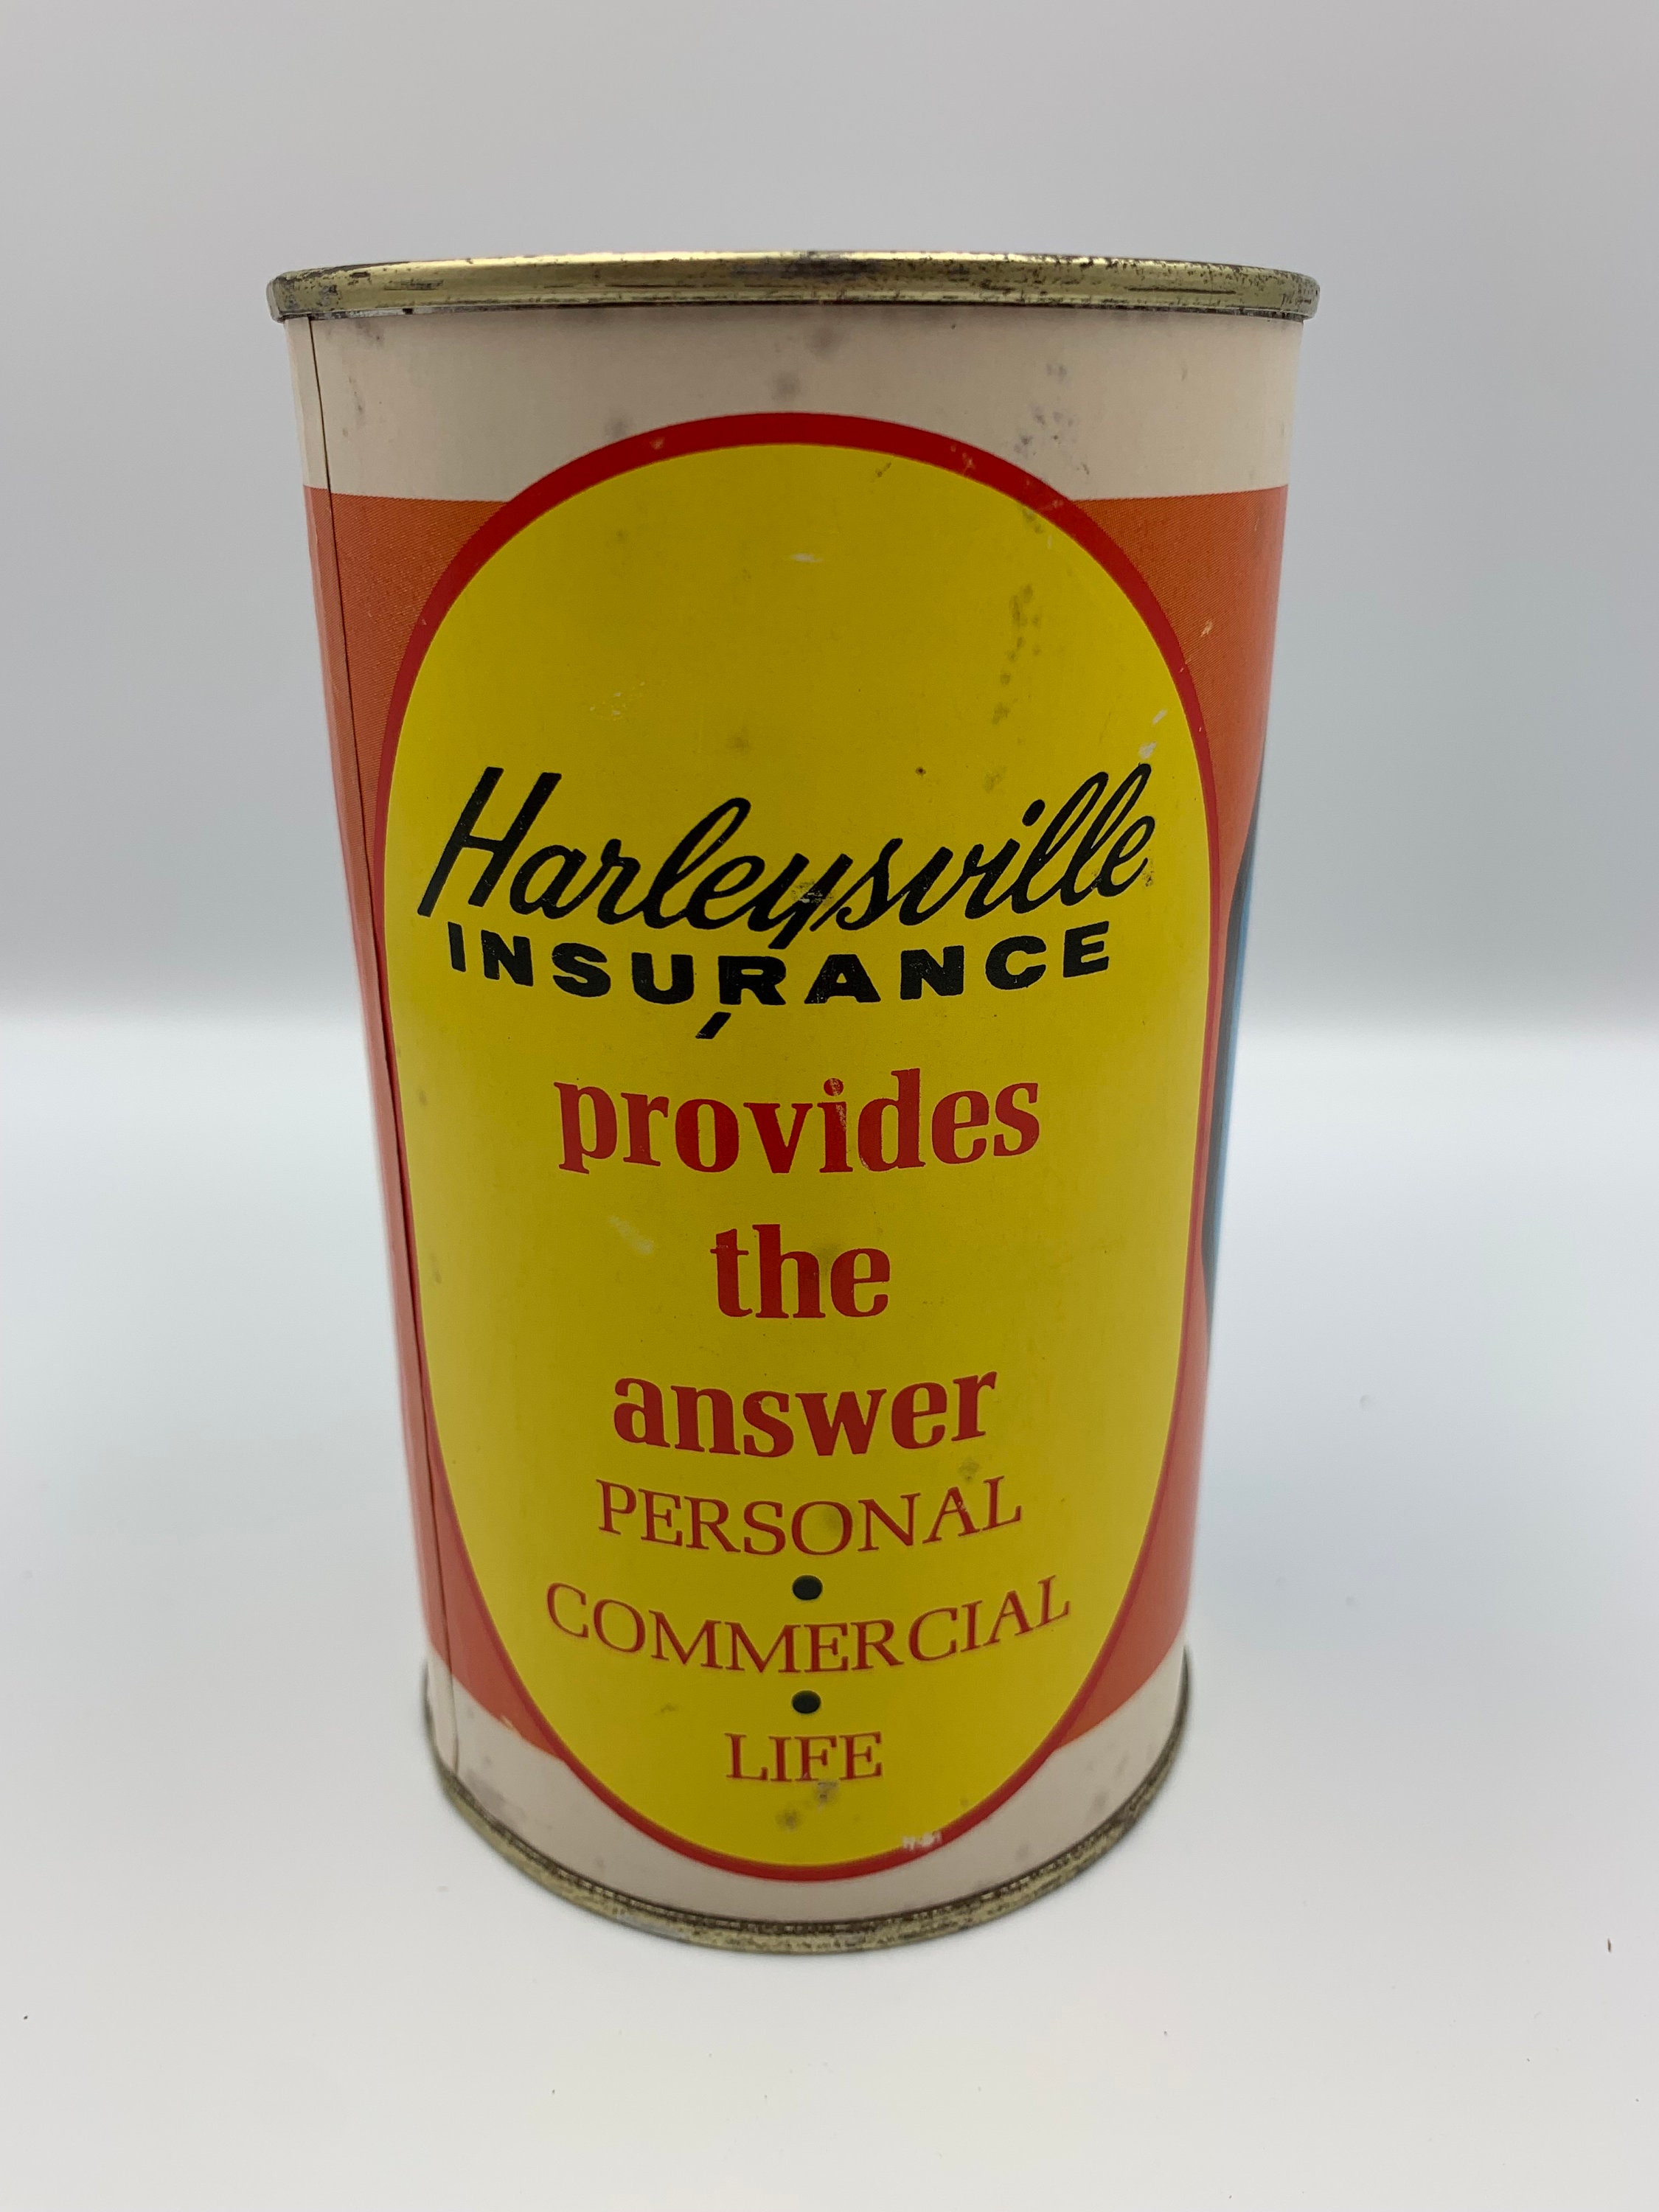 Harleysville
INSURANCE
provides
the
answer
PERSONAL
•
COMMERCIAL
•
LIFE